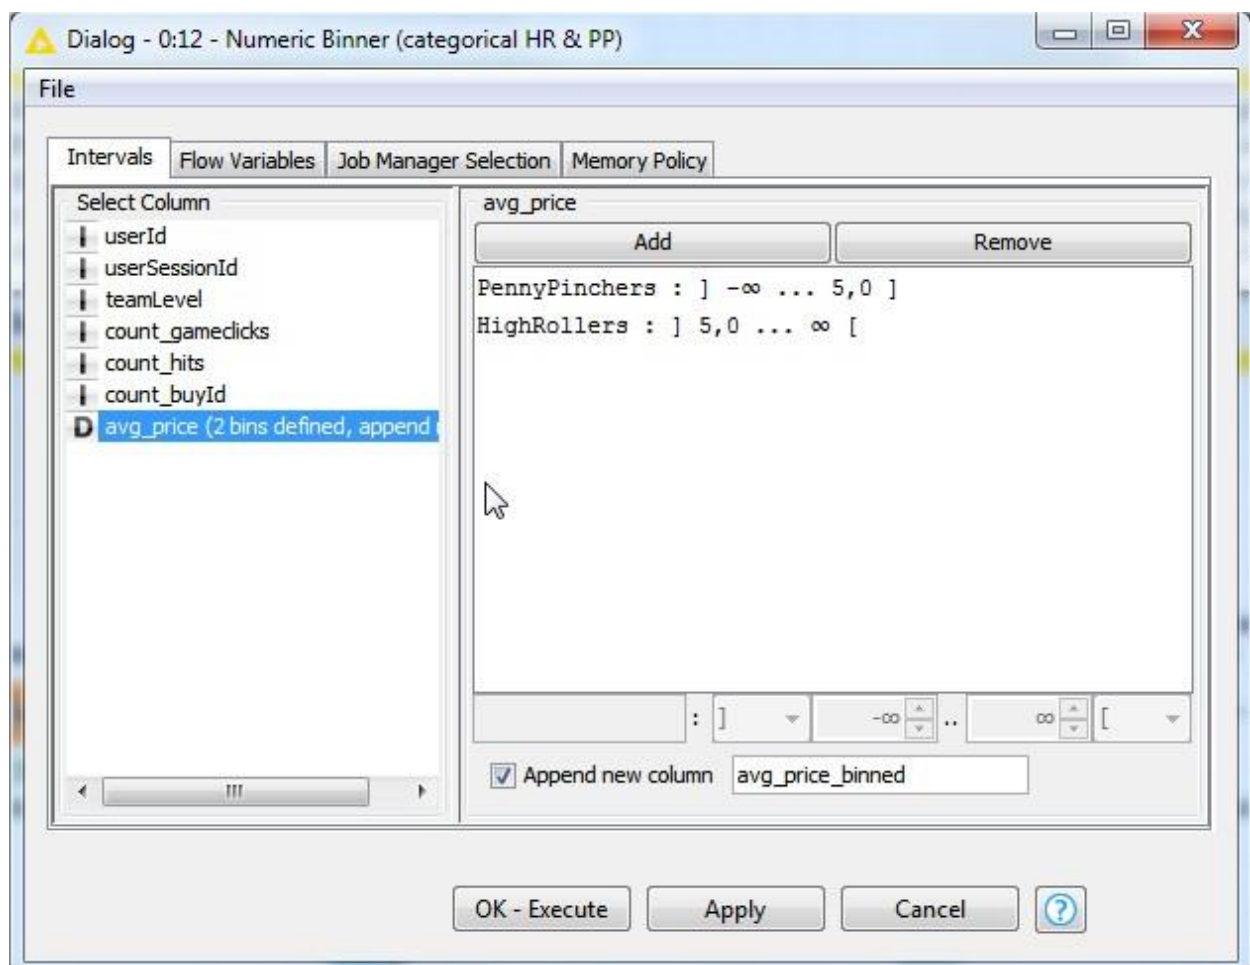 Dialog - 0:12 - Numeric Binner (categorical HR & PP)
File
Intervals
Flow Variables
Job Manager Selection
Memory Policy
Select Column
userId
userSessionId
teamLevel
count_gameclicks
count_hits
count_buyId
D avg_price (2 bins defined, append
avg_price
Add
Remove
PennyPinchers : ] -∞ ... 5,0 ]
HighRollers : ] 5,0 ... ∞ [
: ] -∞ .. ∞ [
Append new column avg_price_binned
OK - Execute
Apply
Cancel
?